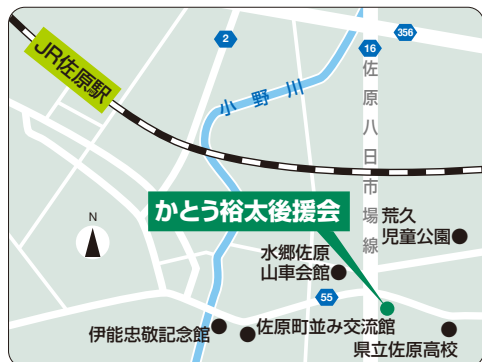 2
16
356
JR佐原駅
小野川
佐原八日市場線
かとう裕太後援会
荒久
児童公園
N
水郷佐原
山車会館
55
伊能忠敬記念館
佐原町並み交流館
県立佐原高校